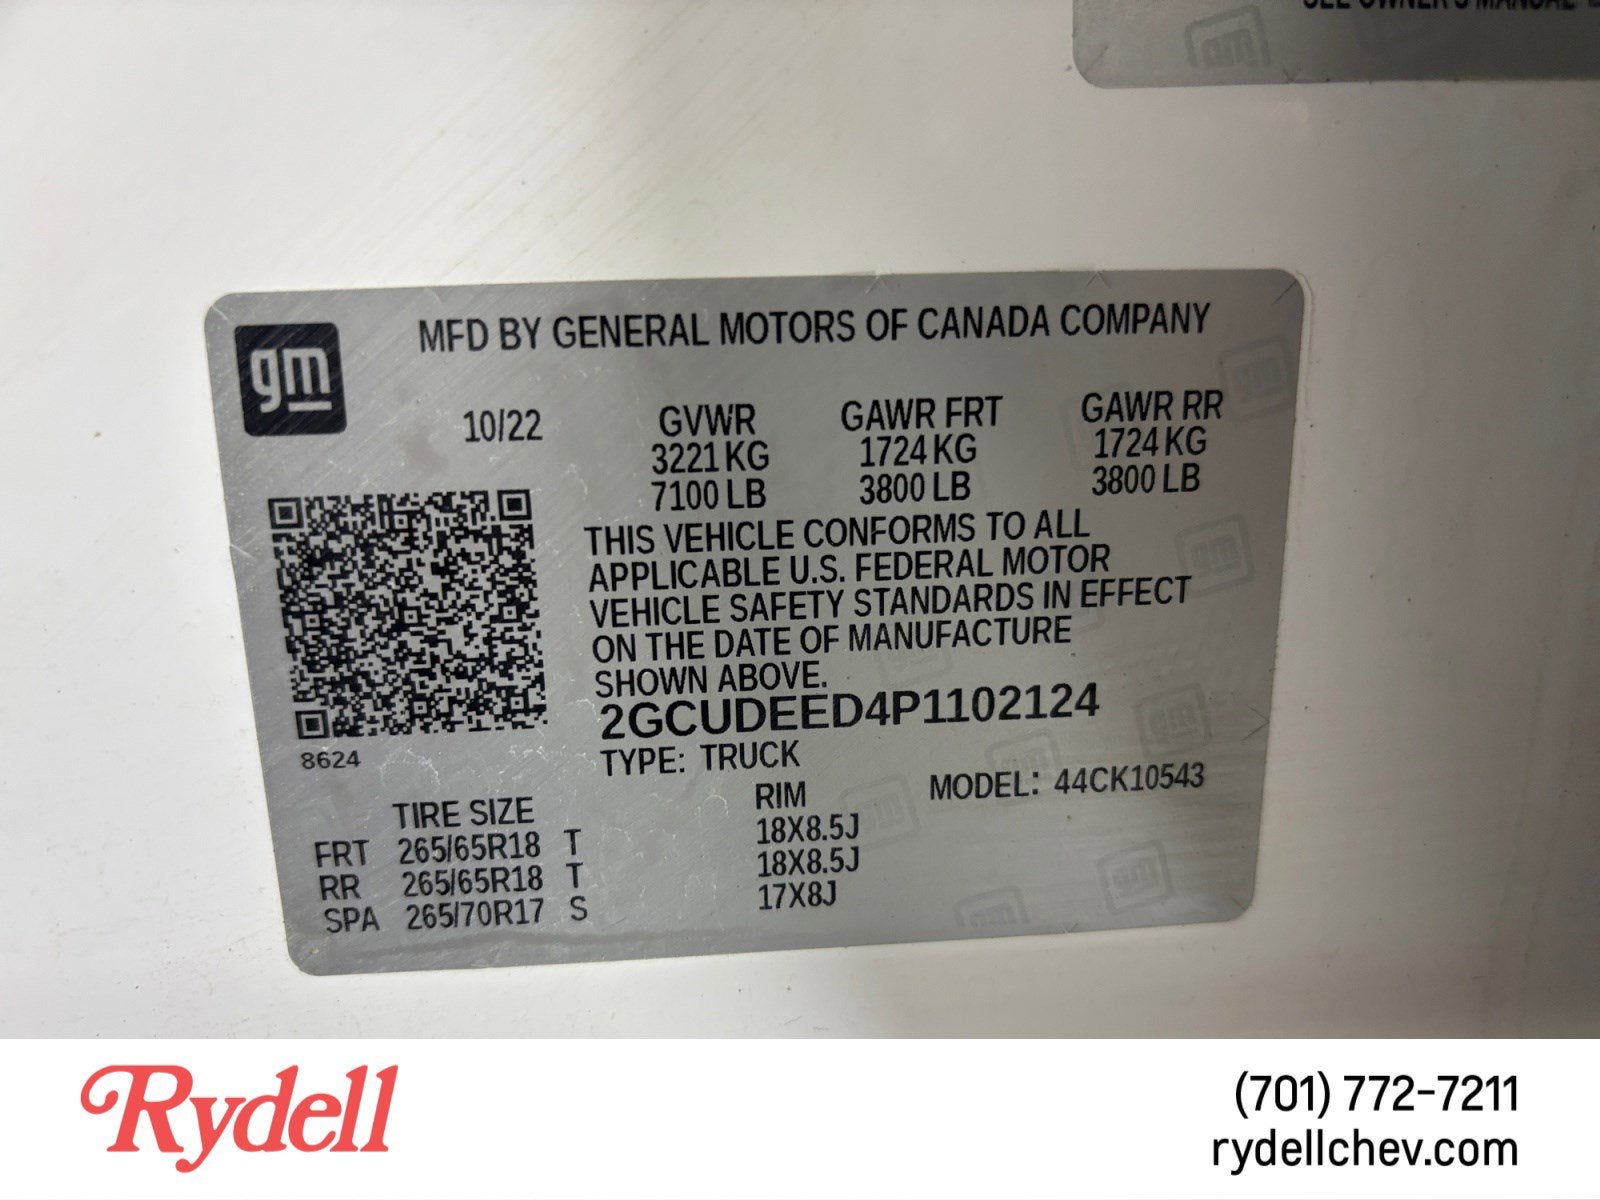 SEE OWNER'S MANUAL
gm
MFD BY GENERAL MOTORS OF CANADA COMPANY
10/22 GVWR GAWR FRT GAWR RR
3221 KG 1724 KG 1724 KG
7100 LB 3800 LB 3800 LB
THIS VEHICLE CONFORMS TO ALL
APPLICABLE U.S. FEDERAL MOTOR
VEHICLE SAFETY STANDARDS IN EFFECT
ON THE DATE OF MANUFACTURE
SHOWN ABOVE.
2GCUDEED4P1102124
8624
TYPE: TRUCK
MODEL: 44CK10543
TIRE SIZE RIM
FRT 265/65R18 T 18X8.5J
RR 265/65R18 T 18X8.5J
SPA 265/70R17 S 17X8J
Rydell
(701) 772-7211
rydellchev.com